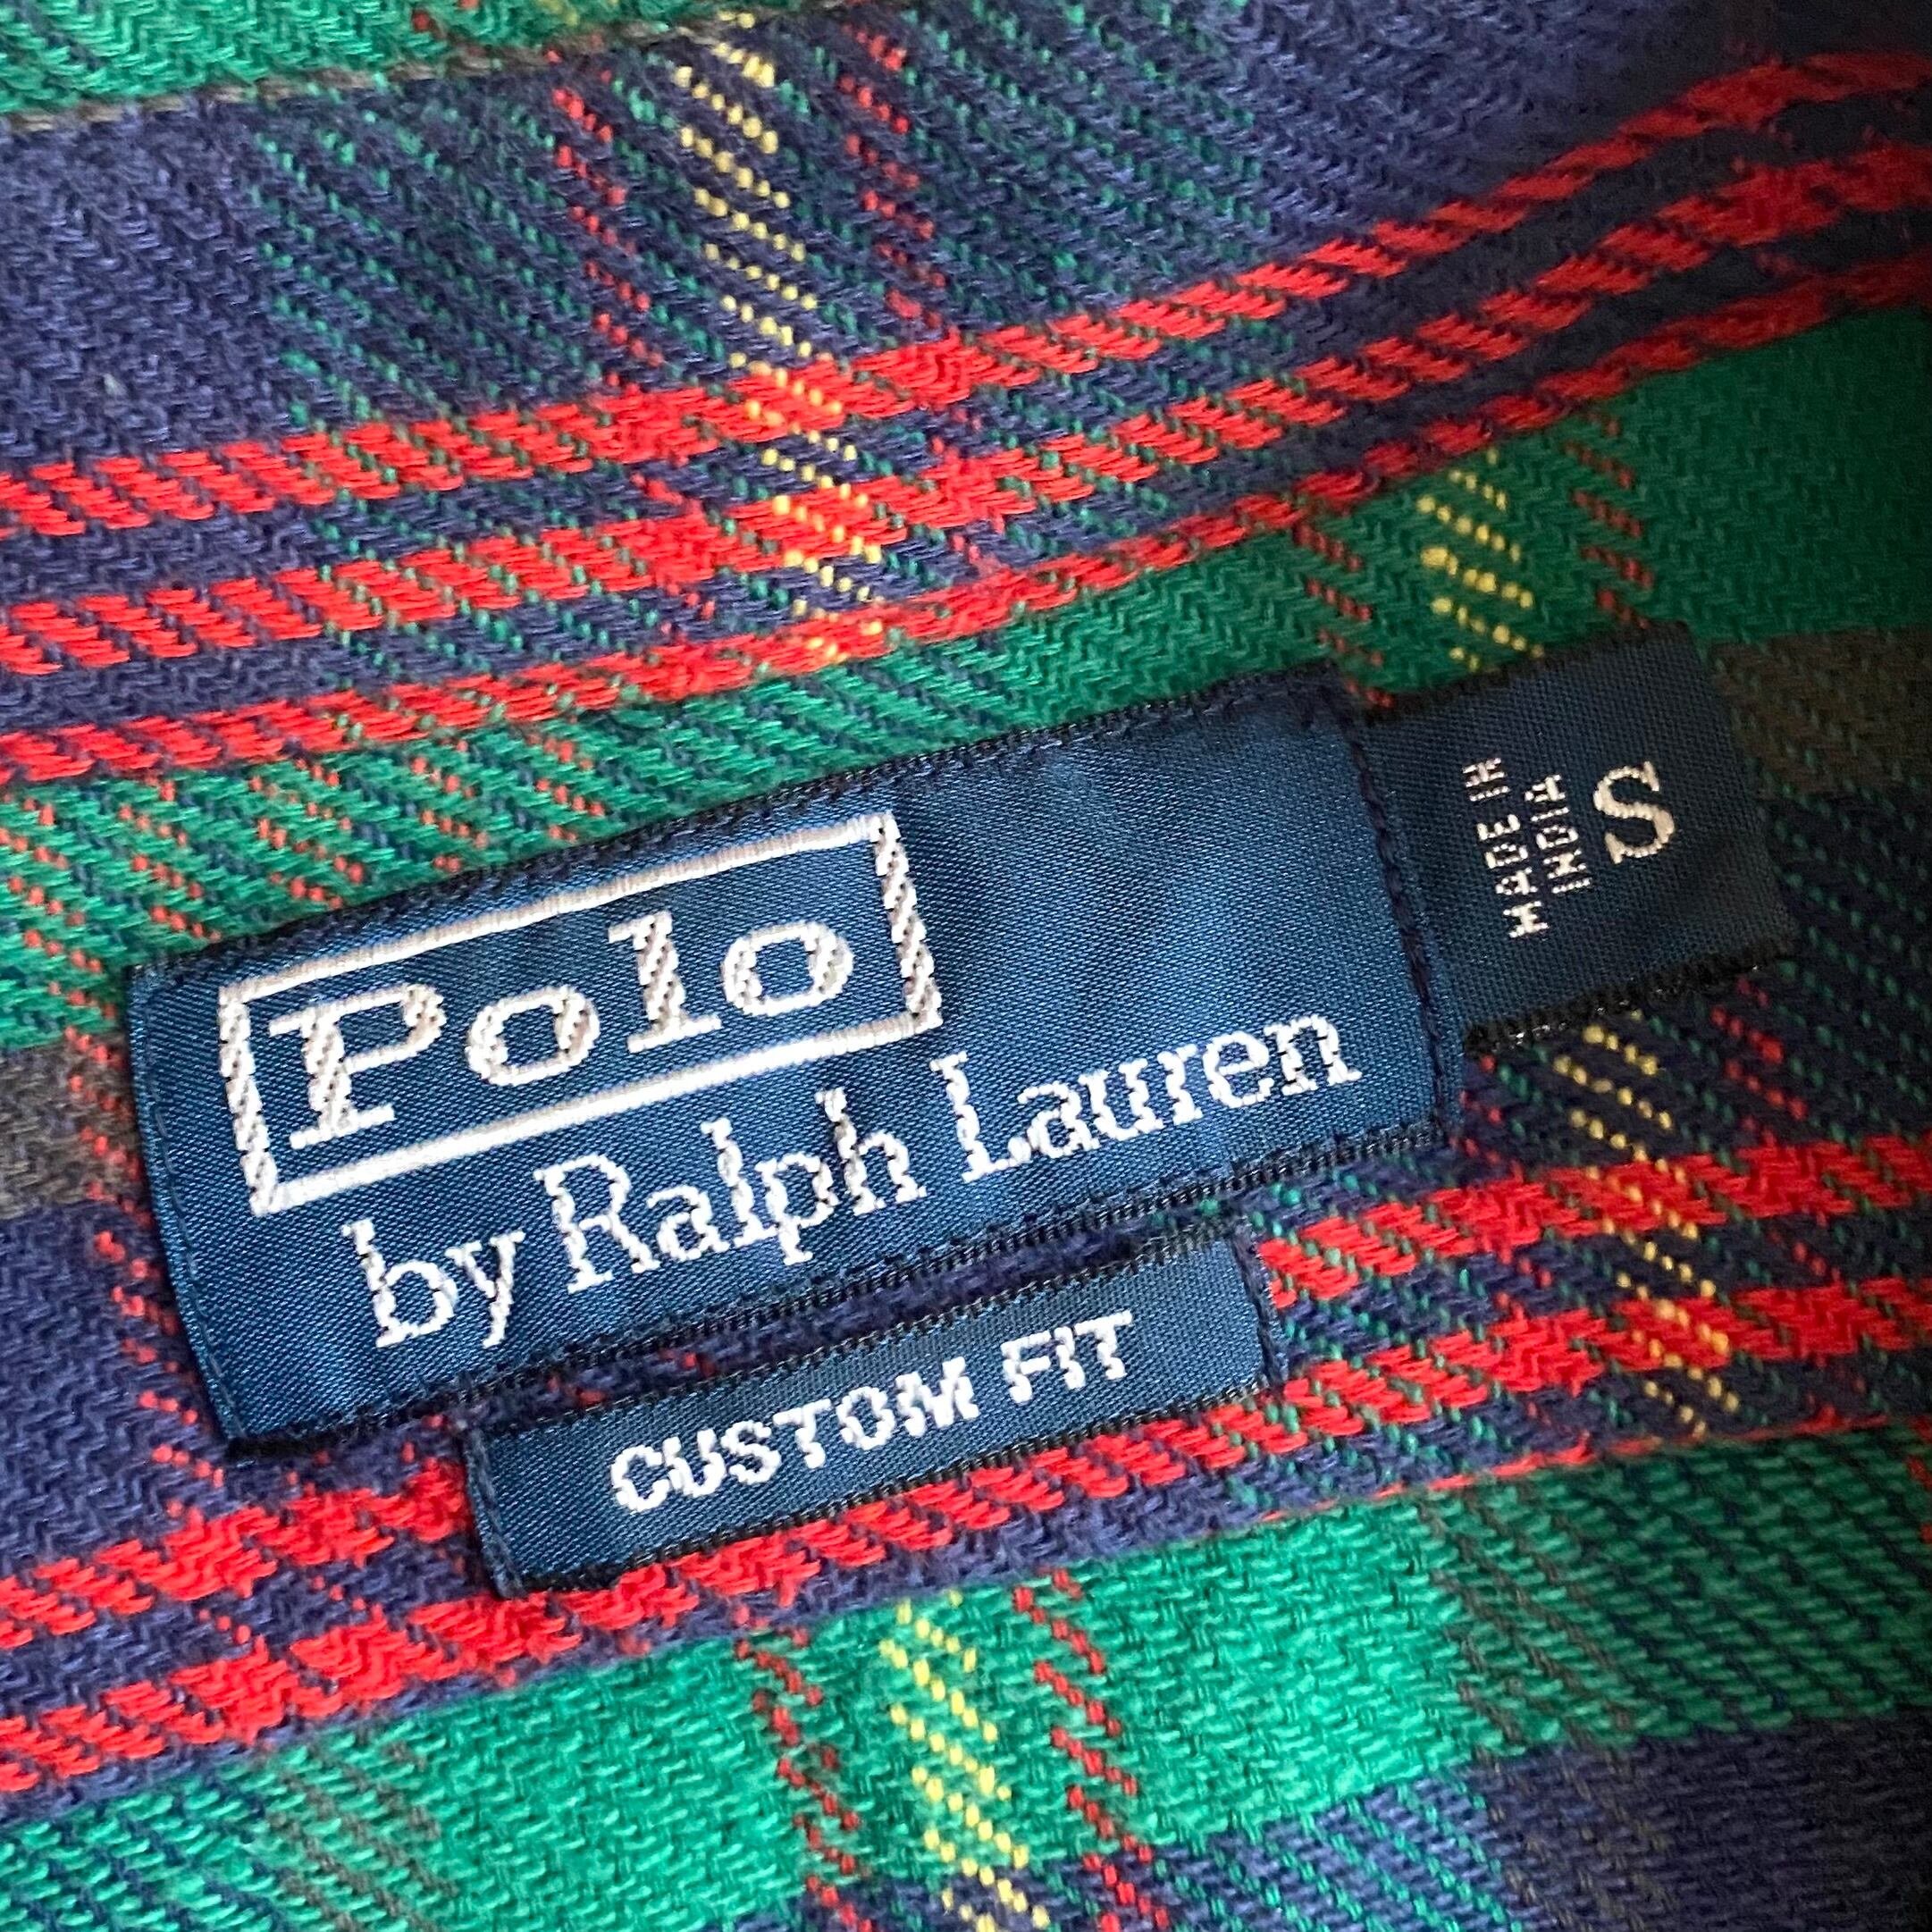 Polo
by Ralph Lauren
MADE IN
INDIA
S
CUSTOM FIT